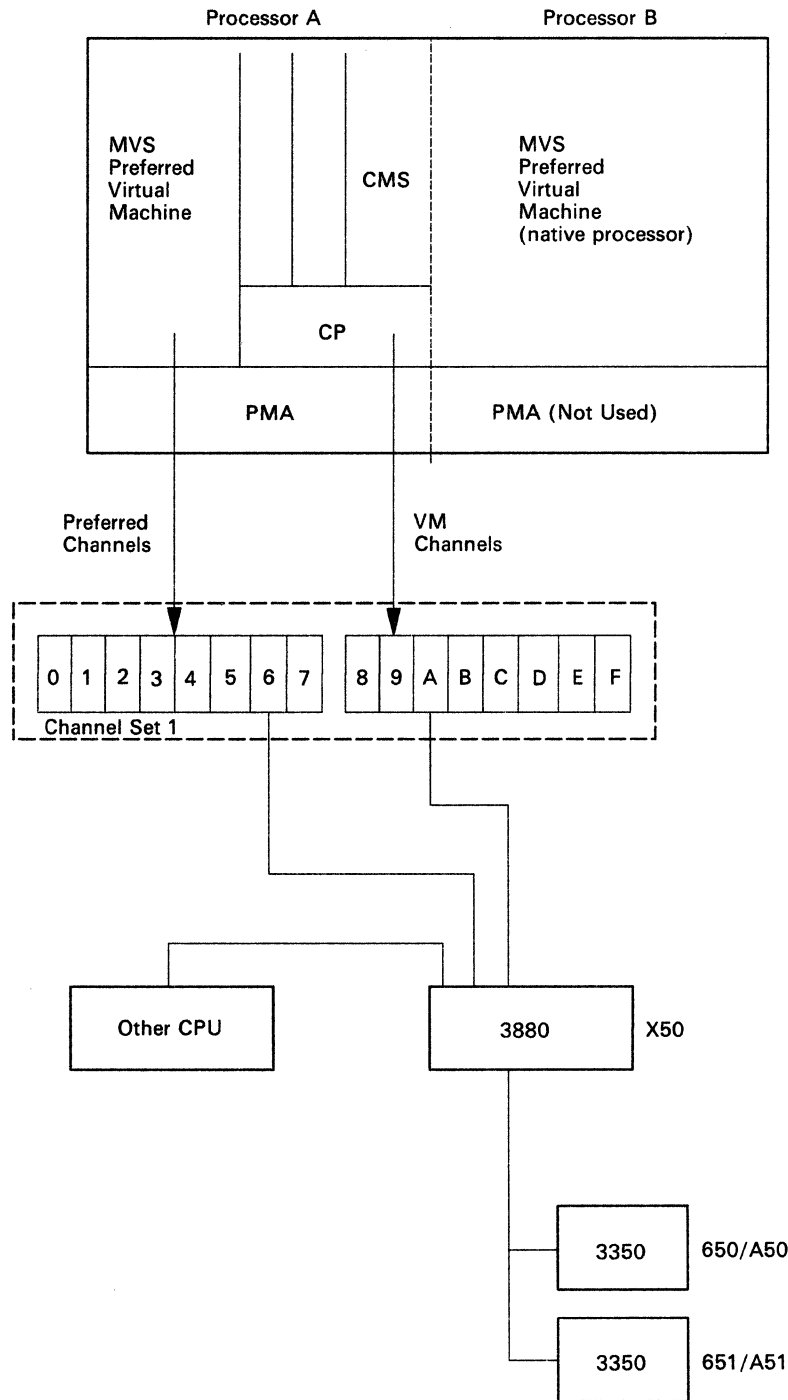 Processor A
Processor B
MVS
Preferred
Virtual
Machine
CMS
MVS
Preferred
Virtual
Machine
(native processor)
CP
PMA
PMA (Not Used)
Preferred
Channels
VM
Channels
0 1 2 3 4 5 6 7
8 9 A B C D E F
Channel Set 1
Other CPU
3880
X50
3350
650/A50
3350
651/A51